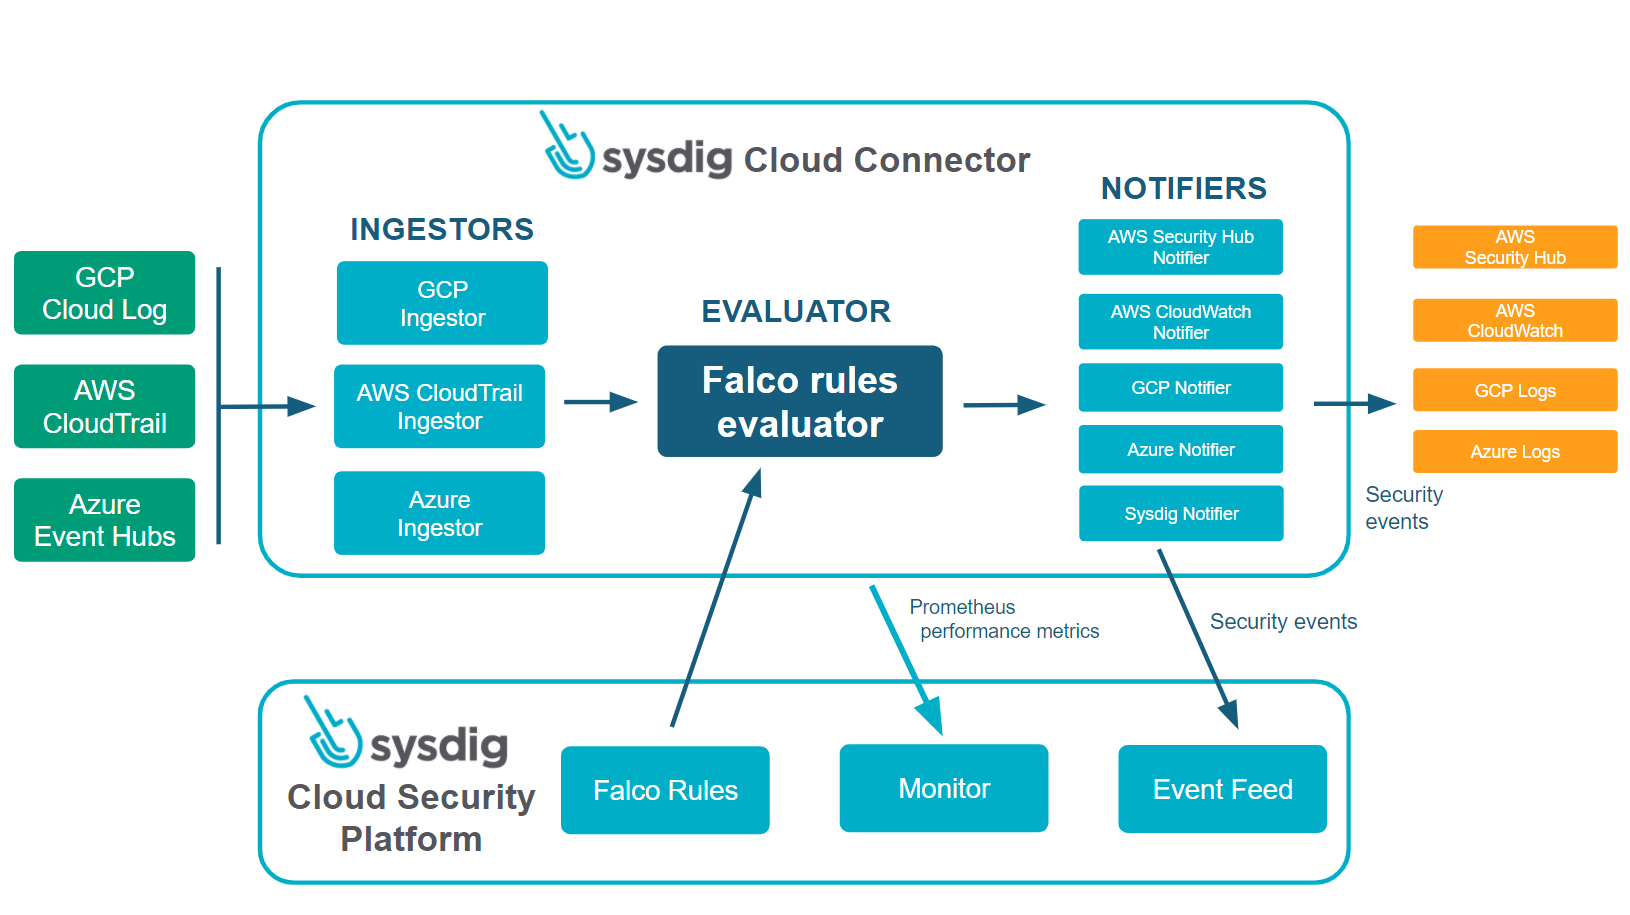 sysdig Cloud Connector
INGESTORS
EVALUATOR
NOTIFIERS
GCP
Cloud Log
AWS
CloudTrail
Azure
Event Hubs
GCP
Ingestor
AWS CloudTrail
Ingestor
Azure
Ingestor
Falco rules
evaluator
AWS Security Hub
Notifier
AWS CloudWatch
Notifier
GCP Notifier
Azure Notifier
Sysdig Notifier
AWS
Security Hub
AWS
CloudWatch
GCP Logs
Azure Logs
Security
events
Prometheus
performance metrics
Security events
sysdig
Cloud Security
Platform
Falco Rules
Monitor
Event Feed